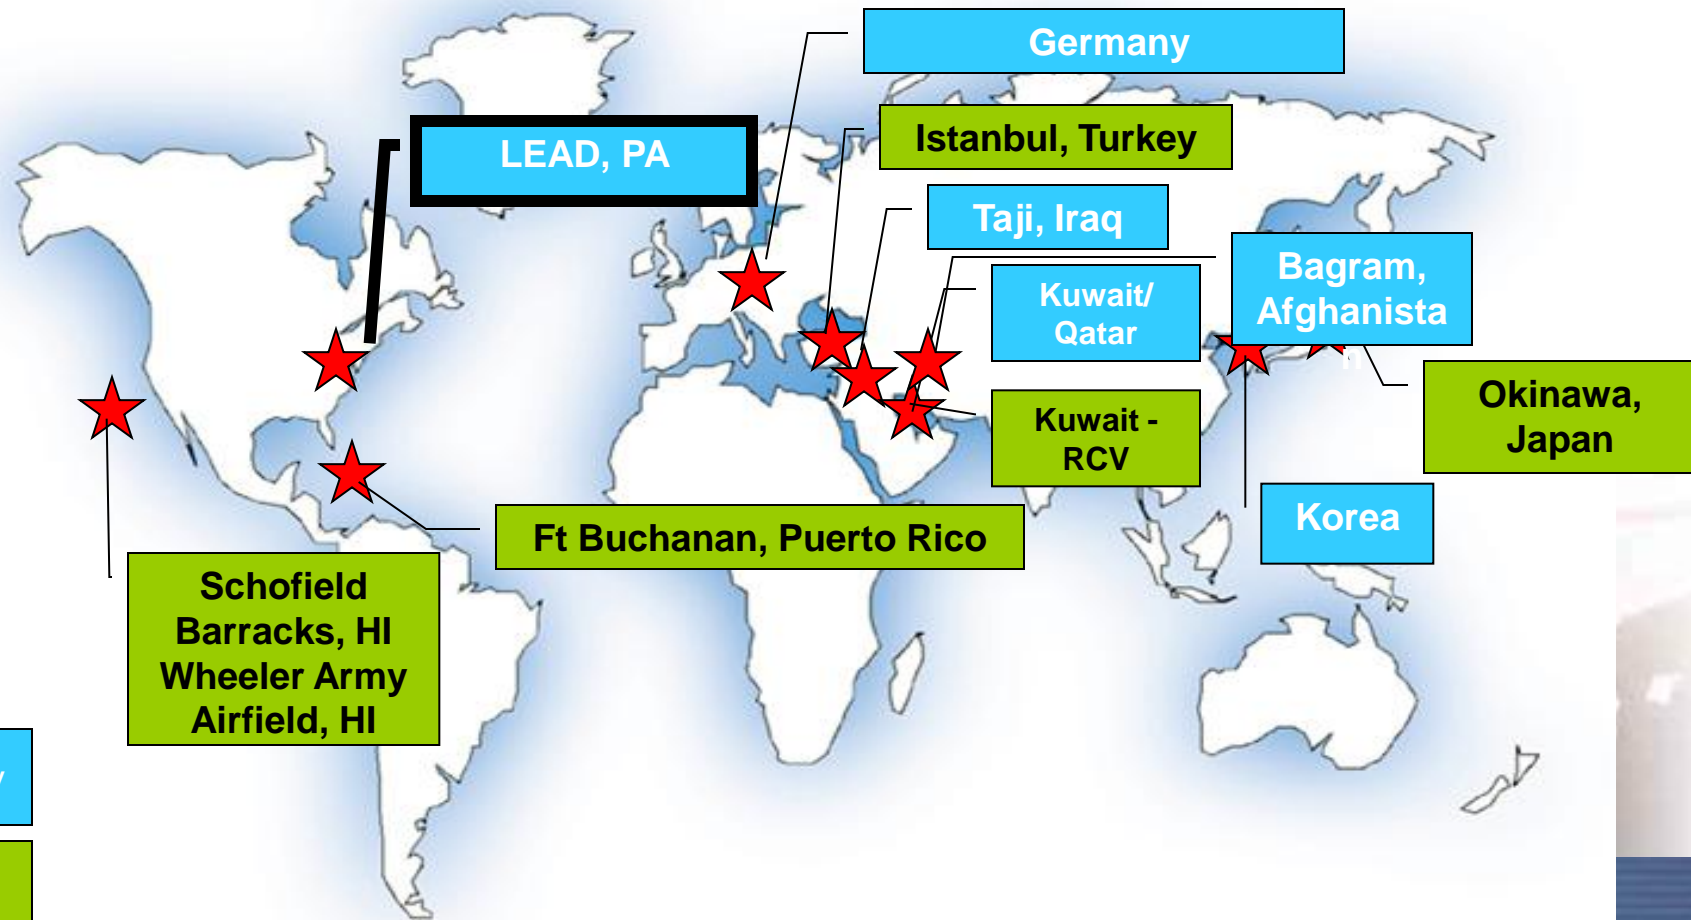 Germany
Istanbul, Turkey
LEAD, PA
Taji, Iraq
Bagram,
Afghanista
n
Kuwait/
Qatar
Kuwait -
RCV
Okinawa,
Japan
Korea
Ft Buchanan, Puerto Rico
Schofield
Barracks, HI
Wheeler Army
Airfield, HI